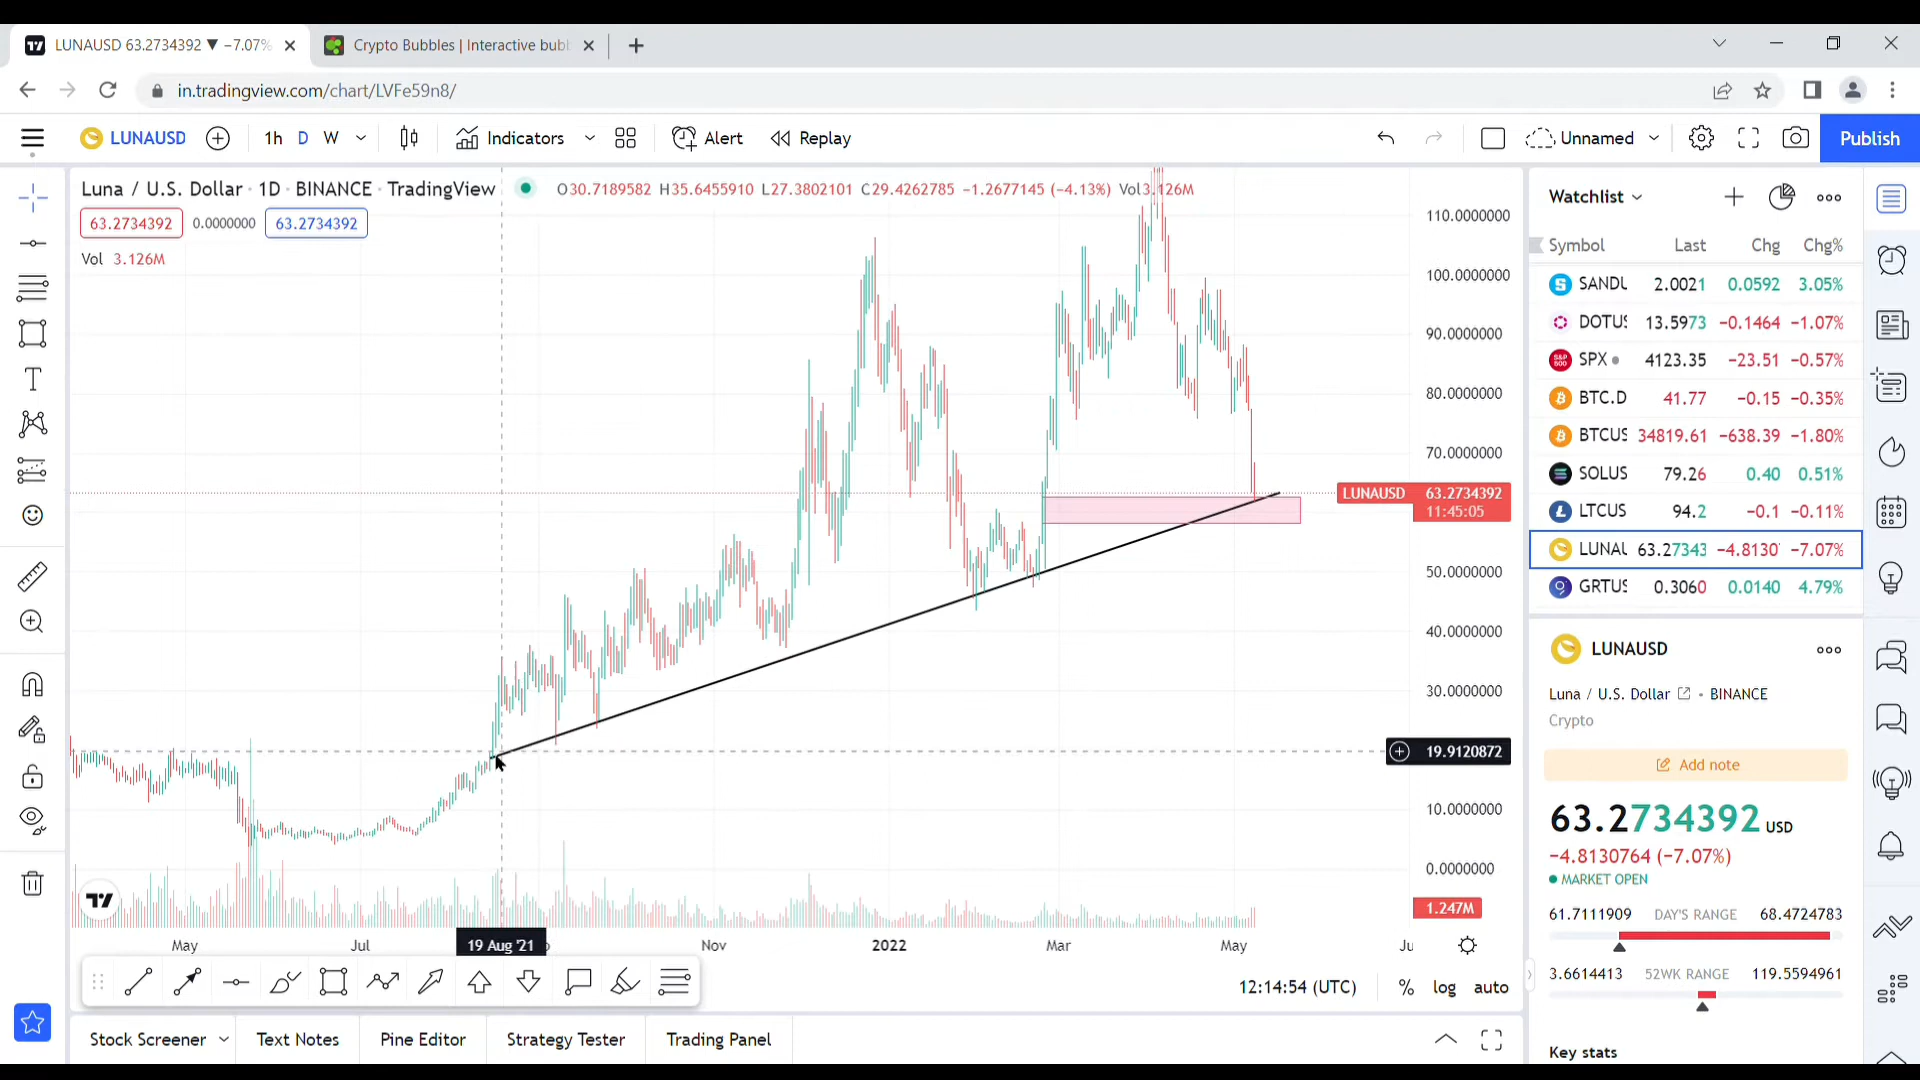 LUNAUSD 63.2734392 ▼ −7.07%
Crypto Bubbles | Interactive bub
in.tradingview.com/chart/LVFe59n8/
LUNAUSD 1h D W Indicators Alert Replay Unnamed Publish
Luna / U.S. Dollar · 1D · BINANCE · TradingView O30.7189582 H35.6455910 L27.3802101 C29.4262785 −1.2677145 (−4.13%) Vol3.126M
63.2734392 0.0000000 63.2734392
Vol 3.126M
110.0000000
100.0000000
90.0000000
80.0000000
70.0000000
LUNAUSD 63.2734392
11:45:05
50.0000000
40.0000000
30.0000000
19.9120872
10.0000000
0.0000000
1.247M
May Jul 19 Aug '21 Nov 2022 Mar May Ju
12:14:54 (UTC) % log auto
Stock Screener Text Notes Pine Editor Strategy Tester Trading Panel
Watchlist
Symbol Last Chg Chg%
SANDU 2.0021 0.0592 3.05%
DOTUS 13.5973 −0.1464 −1.07%
SPX 4123.35 −23.51 −0.57%
BTC.D 41.77 −0.15 −0.35%
BTCUS 34819.61 −638.39 −1.80%
SOLUS 79.26 0.40 0.51%
LTCUS 94.2 −0.1 −0.11%
LUNAU 63.27343 −4.8130 −7.07%
GRTUS 0.3060 0.0140 4.79%
LUNAUSD
Luna / U.S. Dollar • BINANCE
Crypto
Add note
63.2734392 USD
−4.8130764 (−7.07%)
MARKET OPEN
61.7111909 DAY'S RANGE 68.4724783
3.6614413 52WK RANGE 119.5594961
Key stats